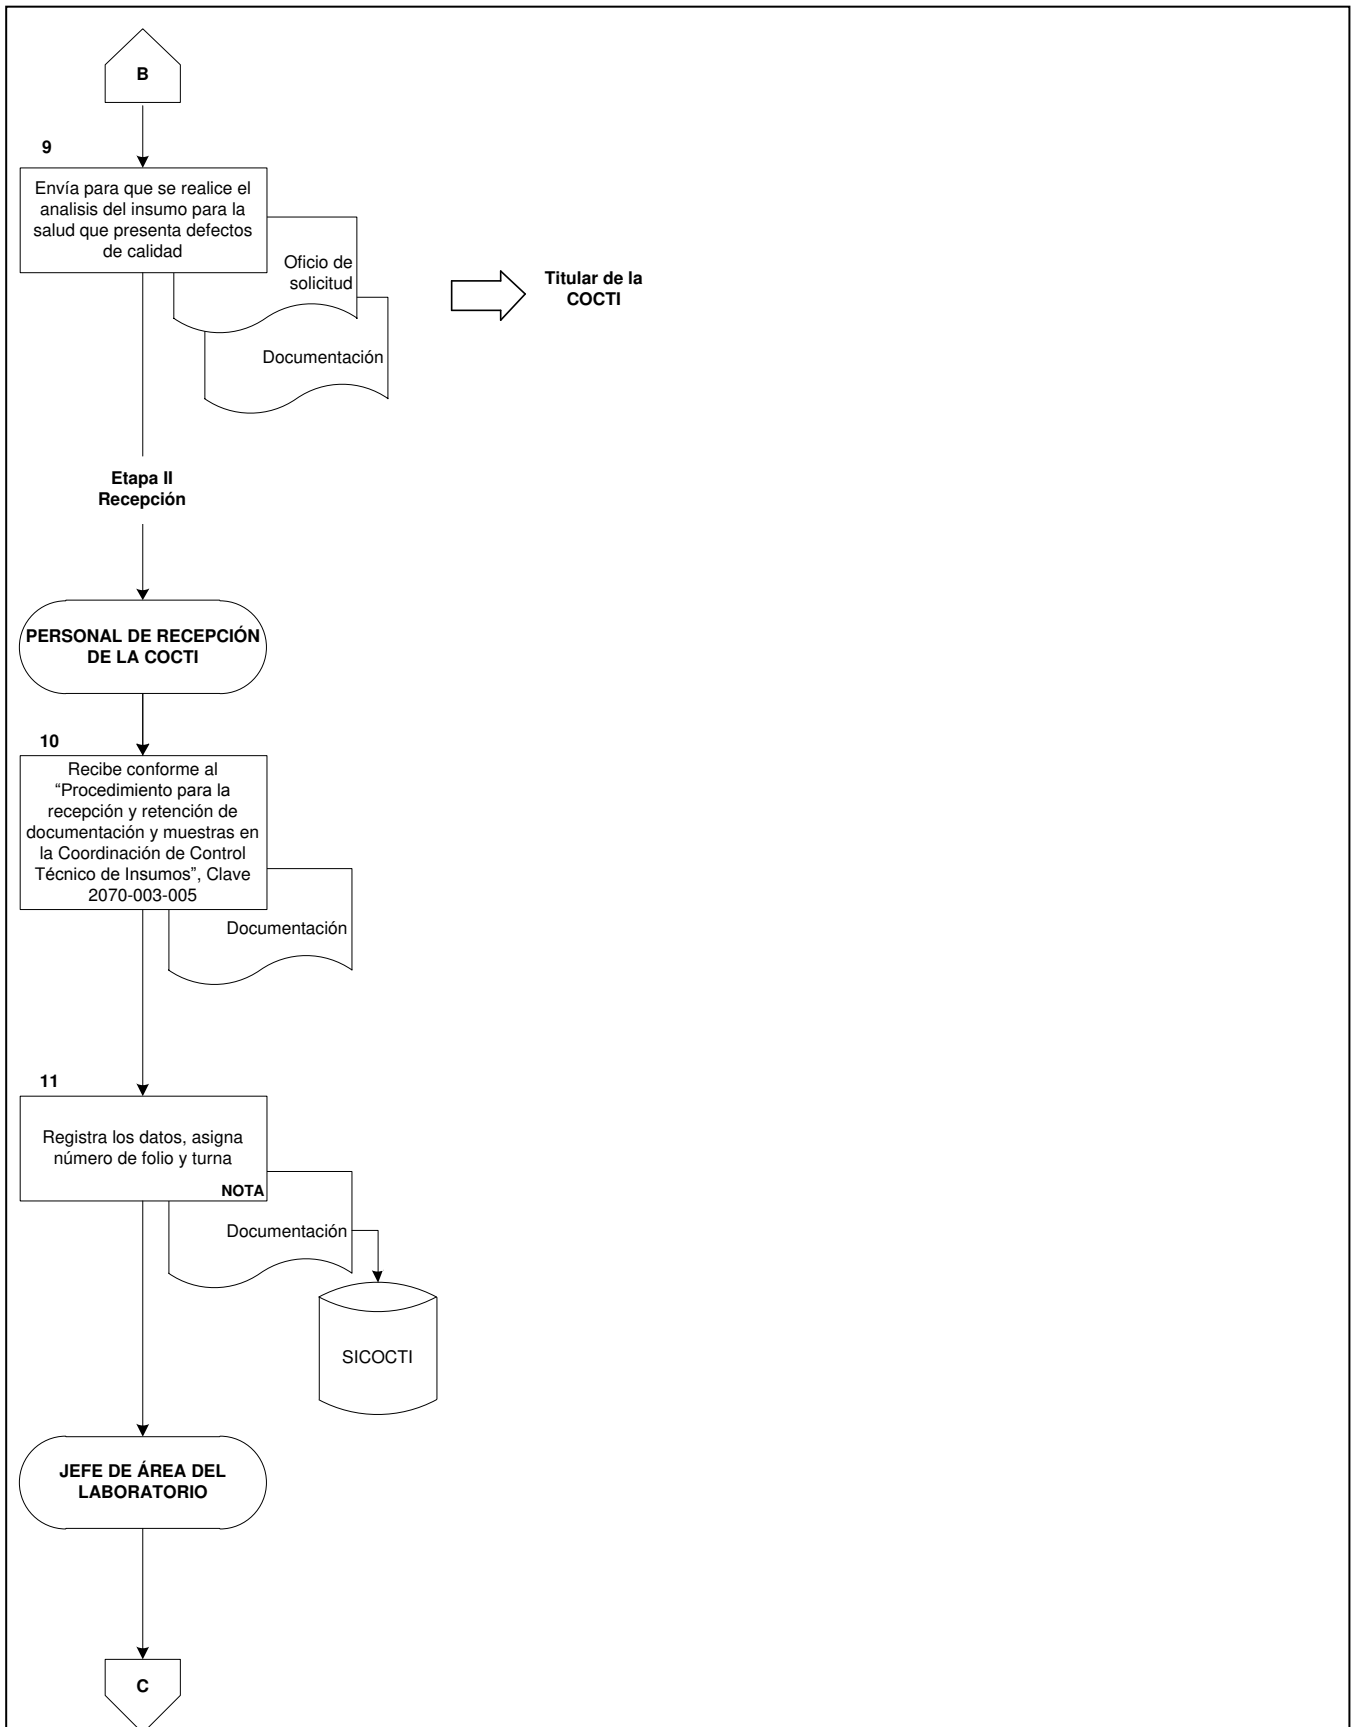 B
9
Envía para que se realice el
analisis del insumo para la
salud que presenta defectos
de calidad
Oficio de
solicitud
Documentación
Titular de la
COCTI
Etapa II
Recepción
PERSONAL DE RECEPCIÓN
DE LA COCTI
10
Recibe conforme al
“Procedimiento para la
recepción y retención de
documentación y muestras en
la Coordinación de Control
Técnico de Insumos”, Clave
2070-003-005
Documentación
11
Registra los datos, asigna
número de folio y turna
NOTA
Documentación
SICOCTI
JEFE DE ÁREA DEL
LABORATORIO
C